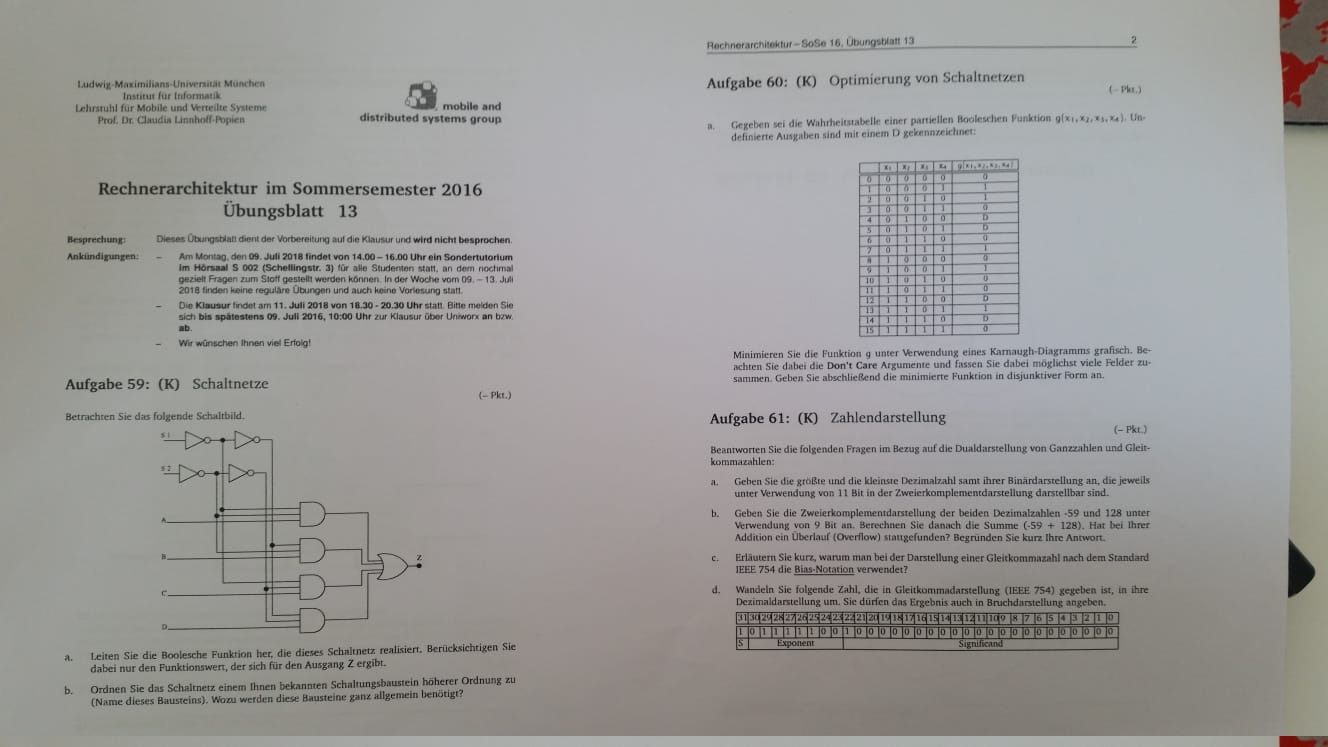 Ludwig-Maximilians-Universität München
Institut für Informatik
Lehrstuhl für Mobile und Verteilte Systeme
Prof. Dr. Claudia Linnhoff-Popien
mobile and
distributed systems group
Rechnerarchitektur im Sommersemester 2016
Übungsblatt 13
Besprechung: Dieses Übungsblatt dient der Vorbereitung auf die Klausur und wird nicht besprochen.
Ankündigungen: – Am Montag, den 09. Juli 2018 findet von 14.00 – 16.00 Uhr ein Sondertutorium
im Hörsaal S 002 (Schellingstr. 3) für alle Studenten statt, an dem nochmal
gezielt Fragen zum Stoff gestellt werden können. In der Woche vom 09. – 13. Juli
2018 finden keine reguläre Übungen und auch keine Vorlesung statt.
– Die Klausur findet am 11. Juli 2018 von 18.30 - 20.30 Uhr statt. Bitte melden Sie
sich bis spätestens 09. Juli 2016, 10:00 Uhr zur Klausur über Uniworx an bzw.
ab.
– Wir wünschen Ihnen viel Erfolg!
Aufgabe 59: (K) Schaltnetze
(– Pkt.)
Betrachten Sie das folgende Schaltbild.
S1
S2
A
B
C
D
Z
a. Leiten Sie die Boolesche Funktion her, die dieses Schaltnetz realisiert. Berücksichtigen Sie
dabei nur den Funktionswert, der sich für den Ausgang Z ergibt.
b. Ordnen Sie das Schaltnetz einem Ihnen bekannten Schaltungsbaustein höherer Ordnung zu
(Name dieses Bausteins). Wozu werden diese Bausteine ganz allgemein benötigt?
Rechnerarchitektur – SoSe 16, Übungsblatt 13 2
Aufgabe 60: (K) Optimierung von Schaltnetzen
(– Pkt.)
a. Gegeben sei die Wahrheitstabelle einer partiellen Booleschen Funktion g(x₁, x₂, x₃, x₄). Un-
definierte Ausgaben sind mit einem D gekennzeichnet:
x₁ x₂ x₃ x₄ g(x₁, x₂, x₃, x₄)
0 0 0 0 0 0
1 0 0 0 1 1
2 0 0 1 0 1
3 0 0 1 1 0
4 0 1 0 0 D
5 0 1 0 1 D
6 0 1 1 0 0
7 0 1 1 1 1
8 1 0 0 0 0
9 1 0 0 1 1
10 1 0 1 0 0
11 1 0 1 1 0
12 1 1 0 0 D
13 1 1 0 1 1
14 1 1 1 0 D
15 1 1 1 1 0
Minimieren Sie die Funktion g unter Verwendung eines Karnaugh-Diagramms grafisch. Be-
achten Sie dabei die Don't Care Argumente und fassen Sie dabei möglichst viele Felder zu-
sammen. Geben Sie abschließend die minimierte Funktion in disjunktiver Form an.
Aufgabe 61: (K) Zahlendarstellung
(– Pkt.)
Beantworten Sie die folgenden Fragen im Bezug auf die Dualdarstellung von Ganzzahlen und Gleit-
kommazahlen:
a. Geben Sie die größte und die kleinste Dezimalzahl samt ihrer Binärdarstellung an, die jeweils
unter Verwendung von 11 Bit in der Zweierkomplementdarstellung darstellbar sind.
b. Geben Sie die Zweierkomplementdarstellung der beiden Dezimalzahlen -59 und 128 unter
Verwendung von 9 Bit an. Berechnen Sie danach die Summe (-59 + 128). Hat bei Ihrer
Addition ein Überlauf (Overflow) stattgefunden? Begründen Sie kurz Ihre Antwort.
c. Erläutern Sie kurz, warum man bei der Darstellung einer Gleitkommazahl nach dem Standard
IEEE 754 die Bias-Notation verwendet?
d. Wandeln Sie folgende Zahl, die in Gleitkommadarstellung (IEEE 754) gegeben ist, in ihre
Dezimaldarstellung um. Sie dürfen das Ergebnis auch in Bruchdarstellung angeben.
31 30 29 28 27 26 25 24 23 22 21 20 19 18 17 16 15 14 13 12 11 10 9 8 7 6 5 4 3 2 1 0
1 0 1 1 1 1 1 0 0 1 0 0 0 0 0 0 0 0 0 0 0 0 0 0 0 0 0 0 0 0 0 0
S Exponent Significand